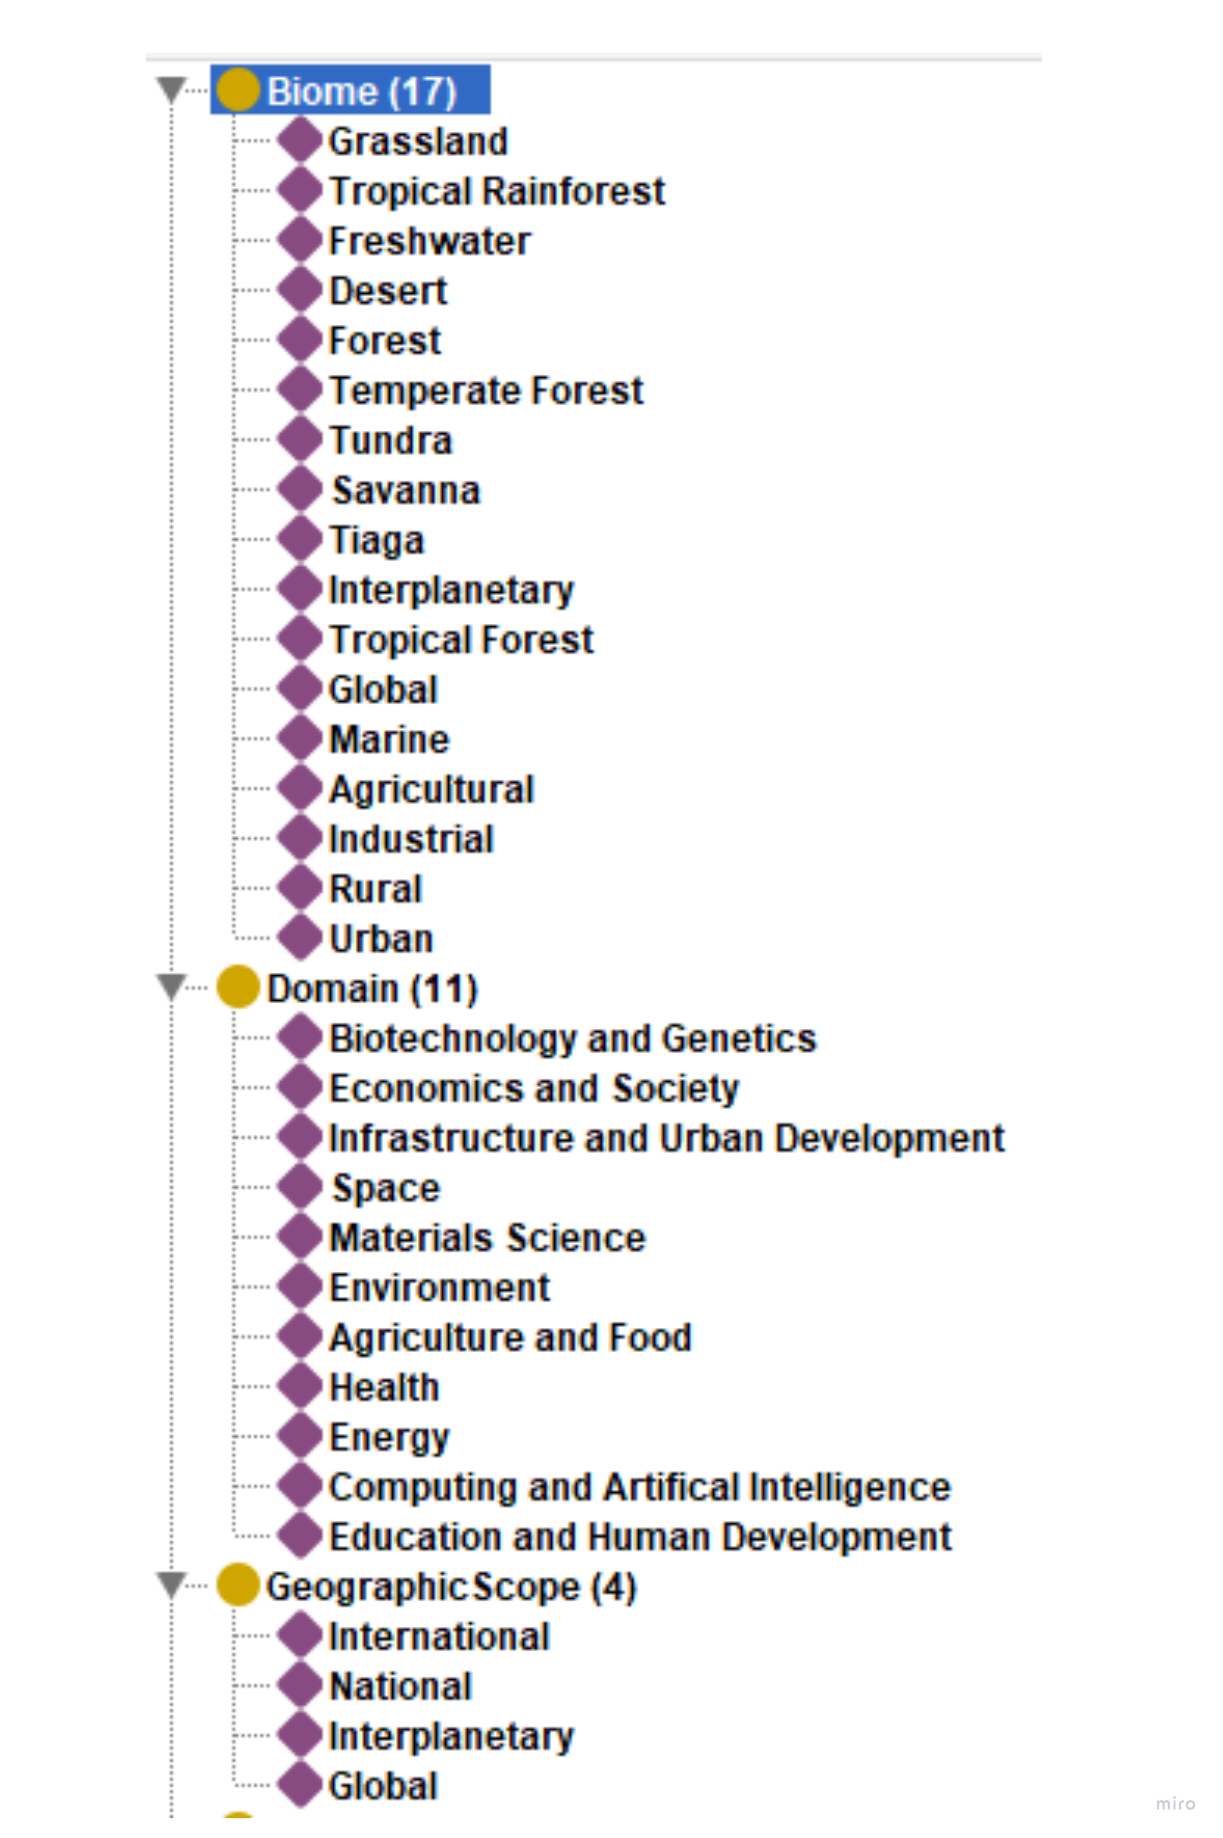 Biome (17)
Grassland
Tropical Rainforest
Freshwater
Desert
Forest
Temperate Forest
Tundra
Savanna
Tiaga
Interplanetary
Tropical Forest
Global
Marine
Agricultural
Industrial
Rural
Urban
Domain (11)
Biotechnology and Genetics
Economics and Society
Infrastructure and Urban Development
Space
Materials Science
Environment
Agriculture and Food
Health
Energy
Computing and Artifical Intelligence
Education and Human Development
GeographicScope (4)
International
National
Interplanetary
Global
miro